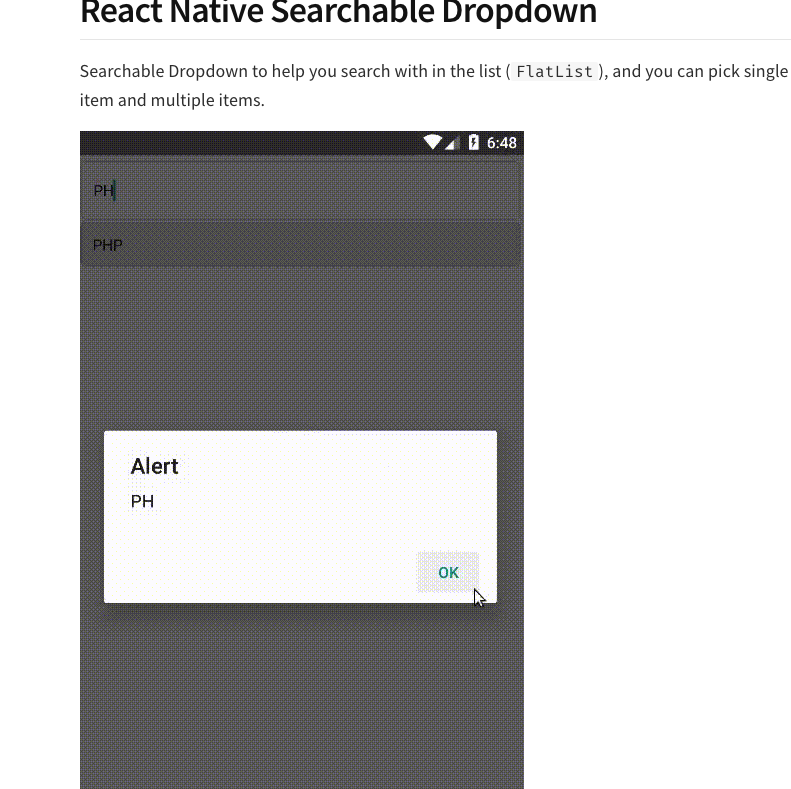 React Native Searchable Dropdown
Searchable Dropdown to help you search with in the list ( FlatList ), and you can pick single
item and multiple items.
6:48
PH
PHP
Alert
PH
OK